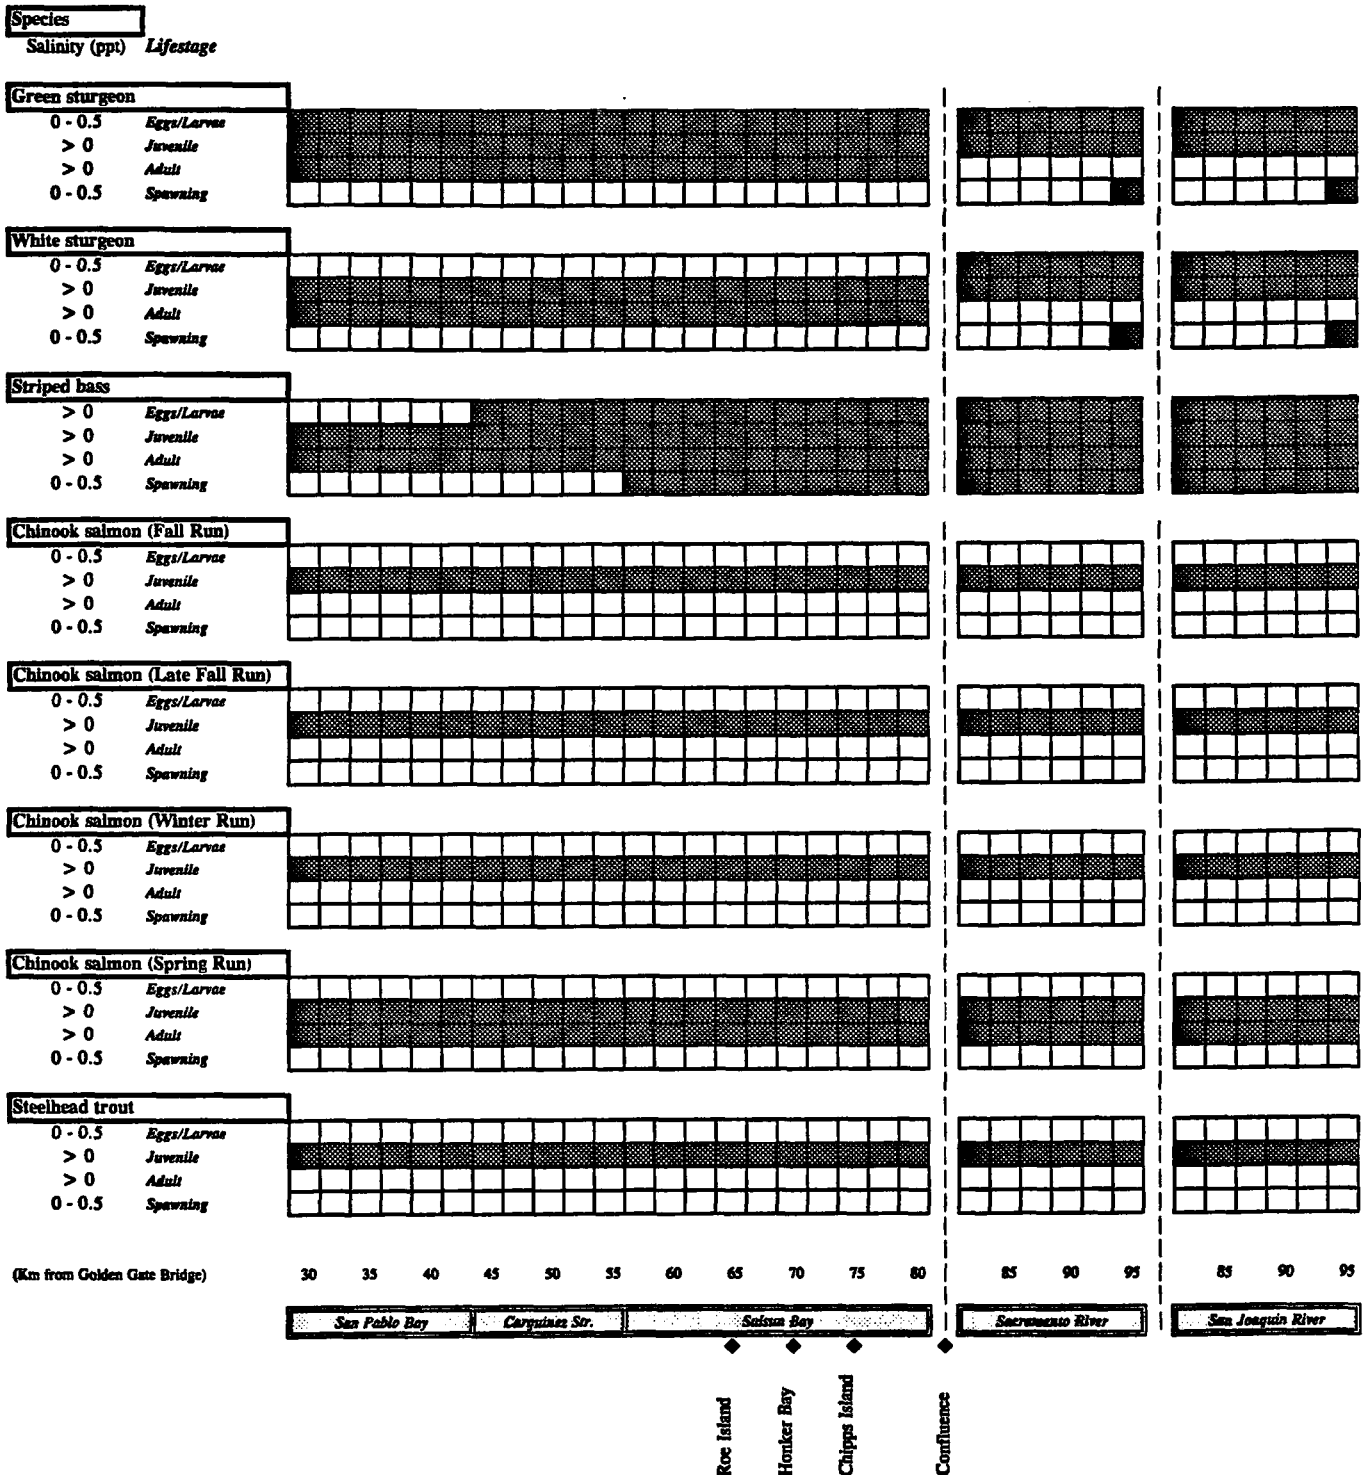 Species
Salinity (ppt) Lifestage
Green sturgeon
0 - 0.5 Eggs/Larvae
> 0 Juvenile
> 0 Adult
0 - 0.5 Spawning
White sturgeon
0 - 0.5 Eggs/Larvae
> 0 Juvenile
> 0 Adult
0 - 0.5 Spawning
Striped bass
> 0 Eggs/Larvae
> 0 Juvenile
> 0 Adult
0 - 0.5 Spawning
Chinook salmon (Fall Run)
0 - 0.5 Eggs/Larvae
> 0 Juvenile
> 0 Adult
0 - 0.5 Spawning
Chinook salmon (Late Fall Run)
0 - 0.5 Eggs/Larvae
> 0 Juvenile
> 0 Adult
0 - 0.5 Spawning
Chinook salmon (Winter Run)
0 - 0.5 Eggs/Larvae
> 0 Juvenile
> 0 Adult
0 - 0.5 Spawning
Chinook salmon (Spring Run)
0 - 0.5 Eggs/Larvae
> 0 Juvenile
> 0 Adult
0 - 0.5 Spawning
Steelhead trout
0 - 0.5 Eggs/Larvae
> 0 Juvenile
> 0 Adult
0 - 0.5 Spawning
(Km from Golden Gate Bridge) 30 35 40 45 50 55 60 65 70 75 80 85 90 95 85 90 95
San Pablo Bay Carquinez Str. Suisun Bay Sacramento River San Joaquin River
Roe Island
Honker Bay
Chipps Island
Confluence